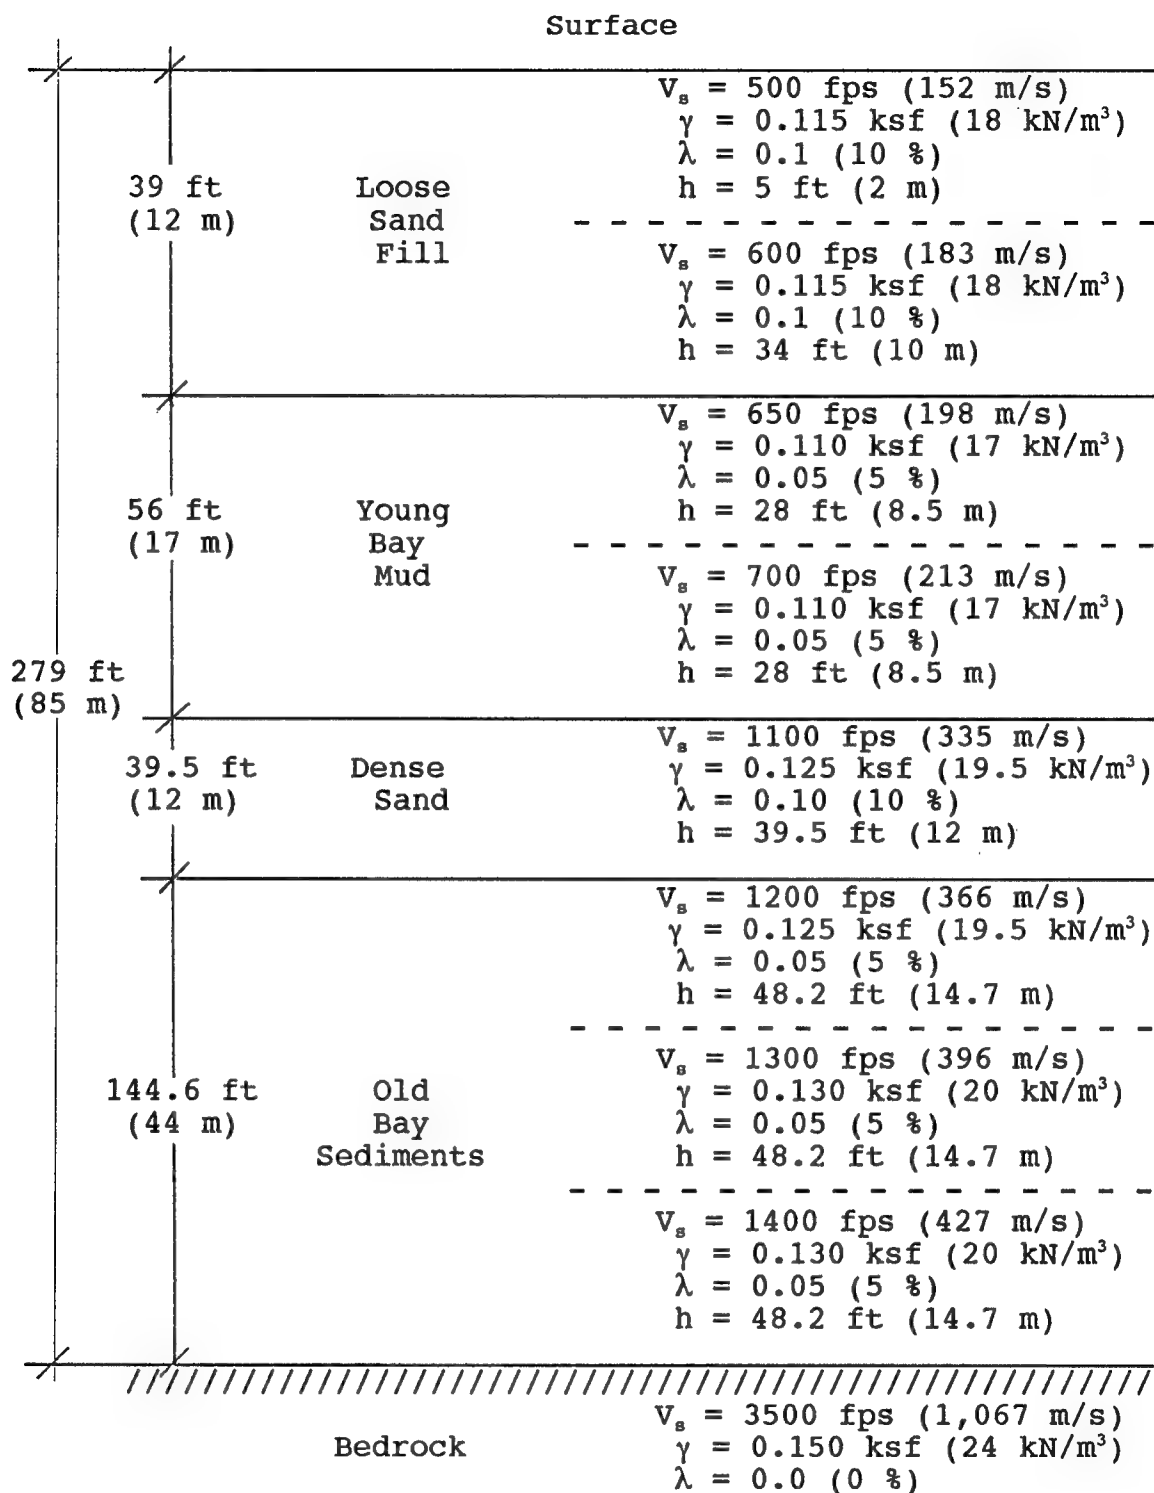 Surface
V_s = 500 fps (152 m/s)
γ = 0.115 ksf (18 kN/m³)
λ = 0.1 (10 %)
h = 5 ft (2 m)
39 ft
(12 m)
Loose
Sand
Fill
V_s = 600 fps (183 m/s)
γ = 0.115 ksf (18 kN/m³)
λ = 0.1 (10 %)
h = 34 ft (10 m)
V_s = 650 fps (198 m/s)
γ = 0.110 ksf (17 kN/m³)
λ = 0.05 (5 %)
h = 28 ft (8.5 m)
56 ft
(17 m)
Young
Bay
Mud
V_s = 700 fps (213 m/s)
γ = 0.110 ksf (17 kN/m³)
λ = 0.05 (5 %)
h = 28 ft (8.5 m)
279 ft
(85 m)
V_s = 1100 fps (335 m/s)
γ = 0.125 ksf (19.5 kN/m³)
λ = 0.10 (10 %)
h = 39.5 ft (12 m)
39.5 ft
(12 m)
Dense
Sand
V_s = 1200 fps (366 m/s)
γ = 0.125 ksf (19.5 kN/m³)
λ = 0.05 (5 %)
h = 48.2 ft (14.7 m)
V_s = 1300 fps (396 m/s)
γ = 0.130 ksf (20 kN/m³)
λ = 0.05 (5 %)
h = 48.2 ft (14.7 m)
144.6 ft
(44 m)
Old
Bay
Sediments
V_s = 1400 fps (427 m/s)
γ = 0.130 ksf (20 kN/m³)
λ = 0.05 (5 %)
h = 48.2 ft (14.7 m)
Bedrock
V_s = 3500 fps (1,067 m/s)
γ = 0.150 ksf (24 kN/m³)
λ = 0.0 (0 %)